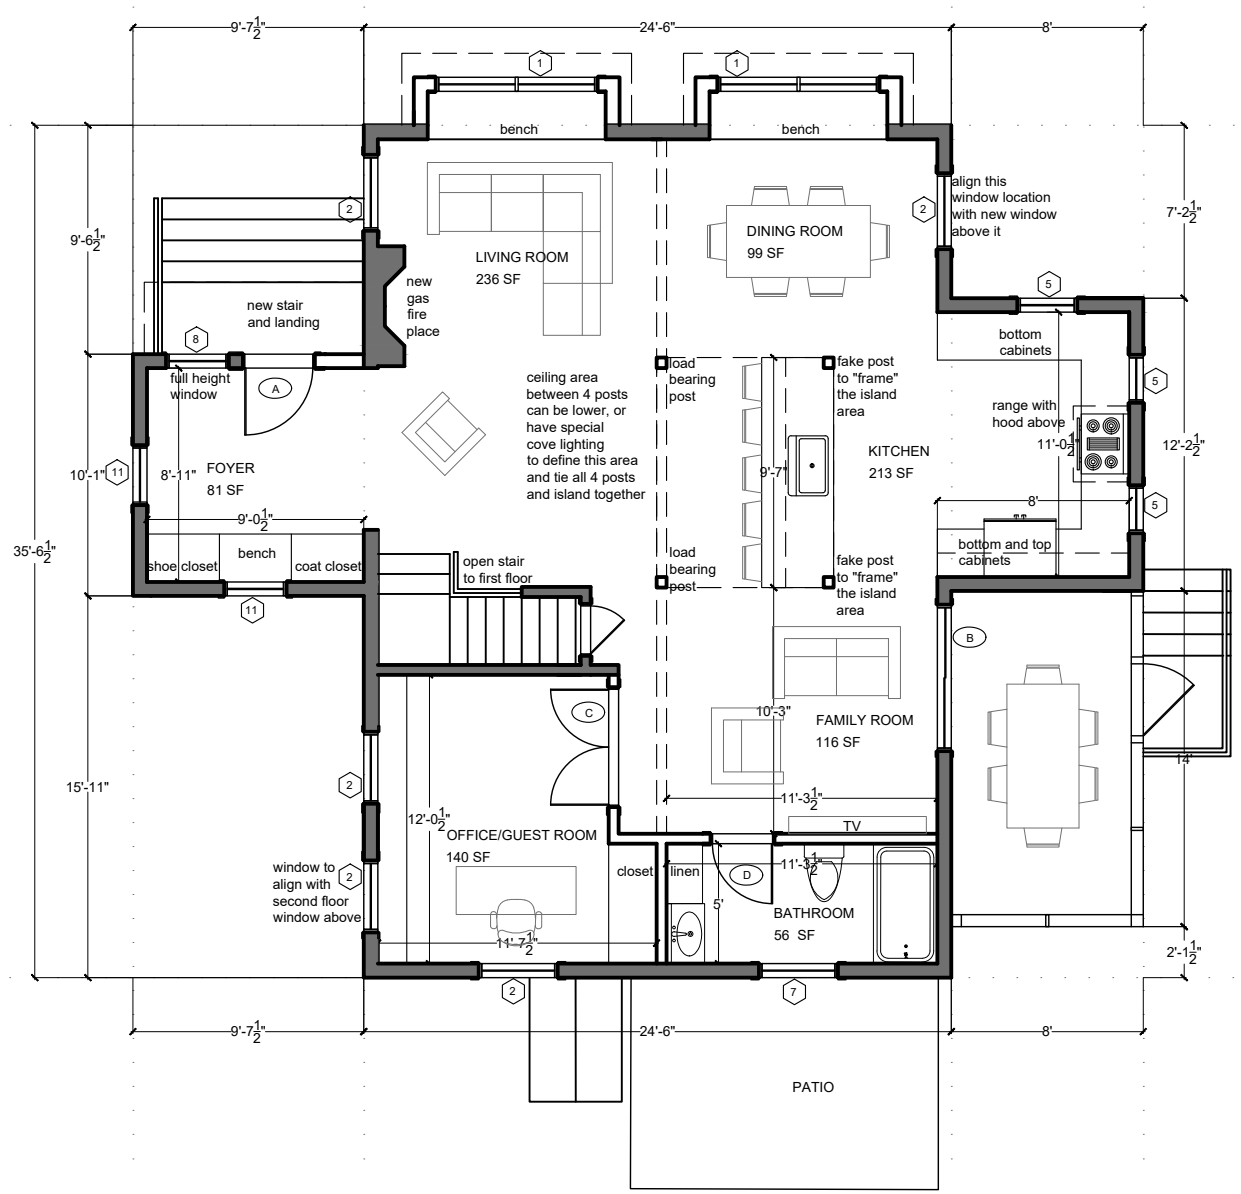 9'-7 1/2"
24'-6"
8'
1
1
bench
bench
2
2
align this
window location
with new window
above it
7'-2 1/2"
9'-6 1/2"
LIVING ROOM
236 SF
DINING ROOM
99 SF
new
gas
fire
place
new stair
and landing
5
8
full height
window
A
bottom
cabinets
load
bearing
post
fake post
to "frame"
the island
area
ceiling area
between 4 posts
can be lower, or
have special
cove lighting
to define this area
and tie all 4 posts
and island together
5
range with
hood above
11'-0 1/2"
12'-2 1/2"
KITCHEN
213 SF
9'-7"
11
10'-1"
8'-11"
FOYER
81 SF
9'-0 1/2"
8'
5
35'-6 1/2"
shoe closet
bench
coat closet
bottom and top
cabinets
open stair
to first floor
load
bearing
post
fake post
to "frame"
the island
area
11
B
C
10'-3"
FAMILY ROOM
116 SF
14'
2
15'-11"
11'-3 1/2"
12'-0 1/2"
TV
OFFICE/GUEST ROOM
140 SF
window to
align with
second floor
window above
2
closet
linen
11'-3 1/2"
D
5'
BATHROOM
56 SF
11'-7 1/2"
2'-1 1/2"
2
7
9'-7 1/2"
24'-6"
8'
PATIO